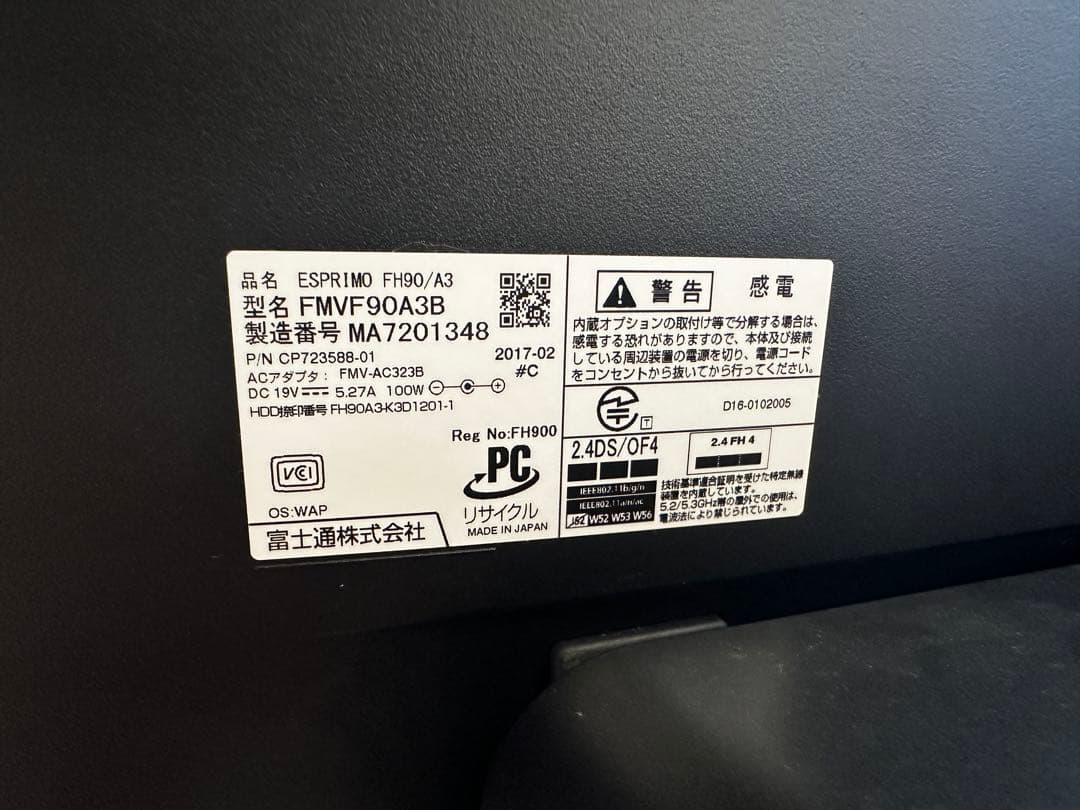 品名 ESPRIMO FH90/A3
型名 FMVF90A3B
製造番号 MA7201348
P/N CP723588-01 2017-02
ACアダプタ: FMV-AC323B #C
DC 19V 5.27A 100W
HDD捺印番号 FH90A3-K3D1201-1
Reg No:FH900
VCCI
PC
リサイクル
OS:WAP
MADE IN JAPAN
富士通株式会社
警告 感電
内蔵オプションの取付け等で分解する場合は、
感電する恐れがありますので、本体及び接続
している周辺装置の電源を切り、電源コード
をコンセントから抜いてから行ってください。
T D16-0102005
2.4DS/OF4
2.4 FH 4
IEEE802.11b/g/n
IEEE802.11a/n/ac
J52 W52 W53 W56
技術基準適合証明を受けた特定無線
装置を内蔵しています。
5.2/5.3GHz帯の屋外での使用は、
電波法により禁じられています。